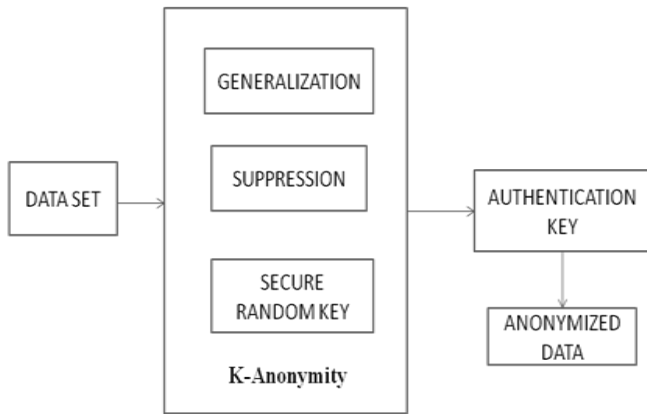 DATA SET
GENERALIZATION
SUPPRESSION
SECURE
RANDOM KEY
K-Anonymity
AUTHENTICATION
KEY
ANONYMIZED
DATA